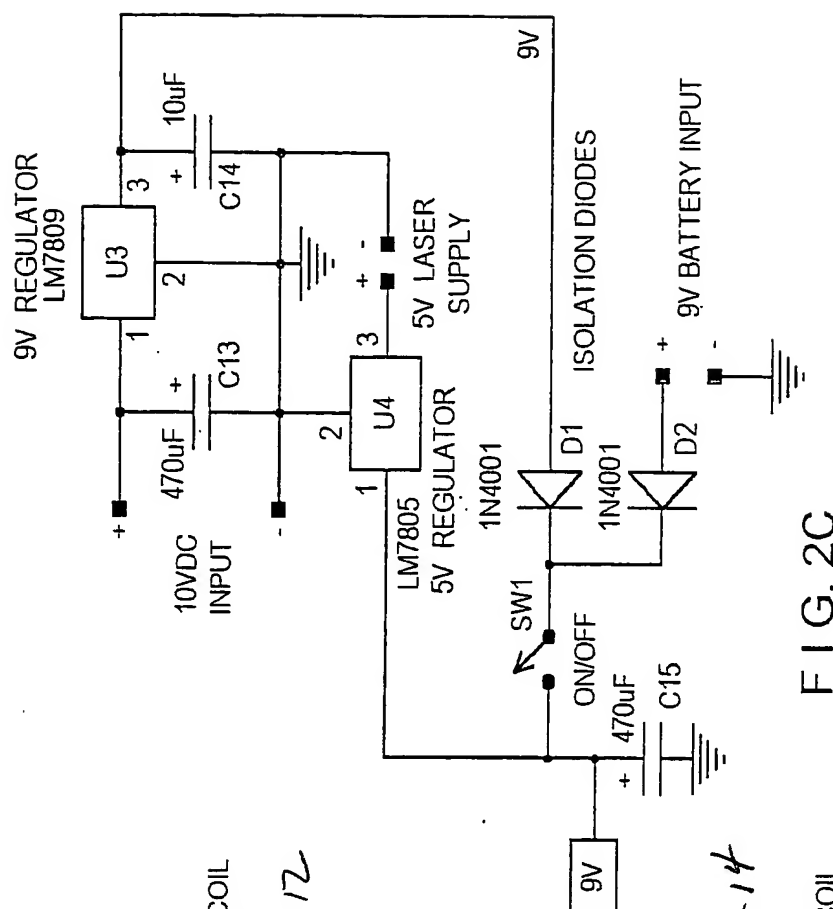 9V REGULATOR
LM7809
U3
1
2
3
+
10uF
C14
+
470uF
C13
+
-
10VDC
INPUT
2
U4
3
1
+ -
5V LASER
SUPPLY
LM7805
5V REGULATOR
9V
ISOLATION DIODES
1N4001
D1
1N4001
D2
+
-
9V BATTERY INPUT
SW1
ON/OFF
470uF
+
C15
9V
COIL
12
-14
COIL
FIG. 2C